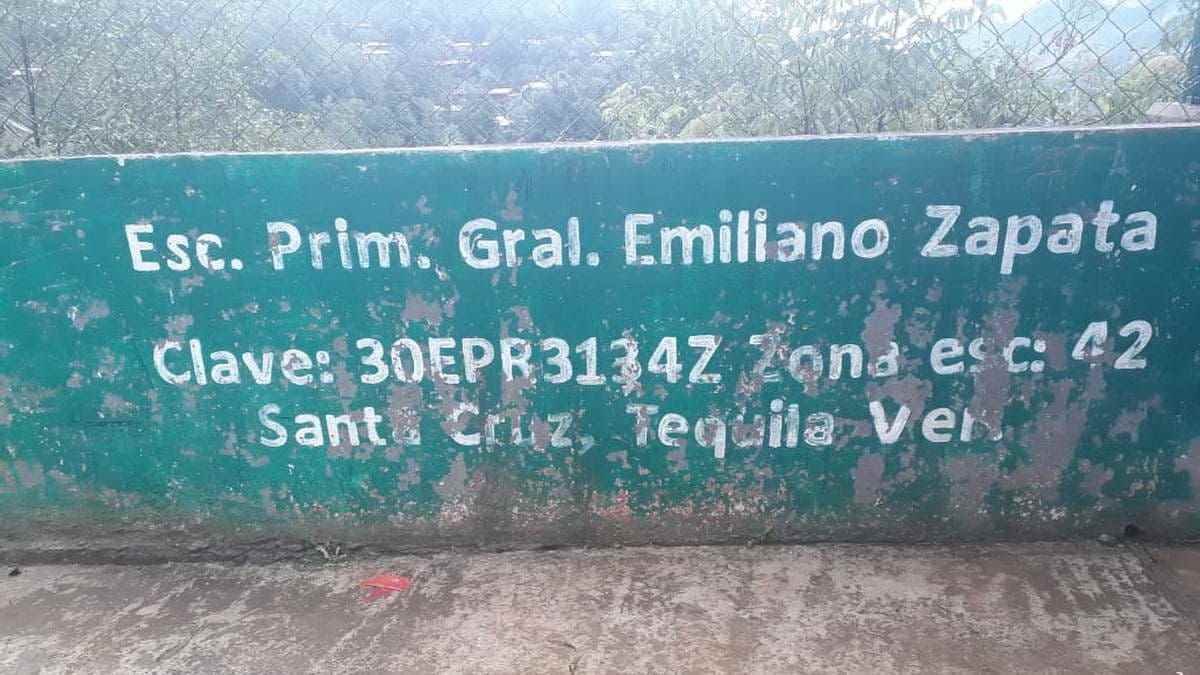 Esc. Prim. Gral. Emiliano Zapata
Clave: 30EPR3134Z Zona esc: 42
Santa Cruz, Tequila Ver.